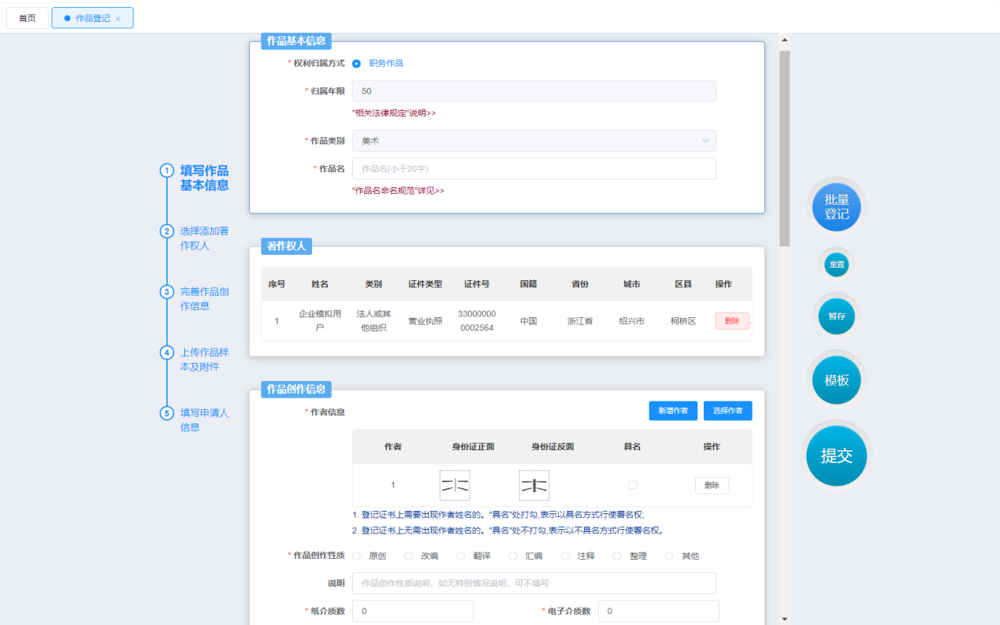 首页
作品登记 ×
作品基本信息
* 权利归属方式 职务作品
* 归属年限 50
"相关法律规定"说明>>
* 作品类别 美术
* 作品名 作品名(小于20字)
"作品名命名规范"详见>>
1 填写作品
基本信息
2 选择添加著
作权人
3 完善作品创
作信息
4 上传作品样
本及附件
5 填写申请人
信息
著作权人
序号 姓名 类别 证件类型 证件号 国籍 省份 城市 区县 操作
1 企业模拟用
户 法人或其
他组织 营业执照 33000000
0002564 中国 浙江省 绍兴市 柯桥区 删除
作品创作信息
* 作者信息 新增作者 选择作者
作者 身份证正面 身份证反面 具名 操作
1 删除
1. 登记证书上需要出现作者姓名的。"具名"处打勾,表示以具名方式行使署名权;
2. 登记证书上无需出现作者姓名的。"具名"处不打勾,表示以不具名方式行使署名权。
* 作品创作性质 原创 改编 翻译 汇编 注释 整理 其他
说明 作品创作性质说明，如无特别情况说明，可不填写
* 纸介质数 0 * 电子介质数 0
批量
登记
重置
暂存
模板
提交